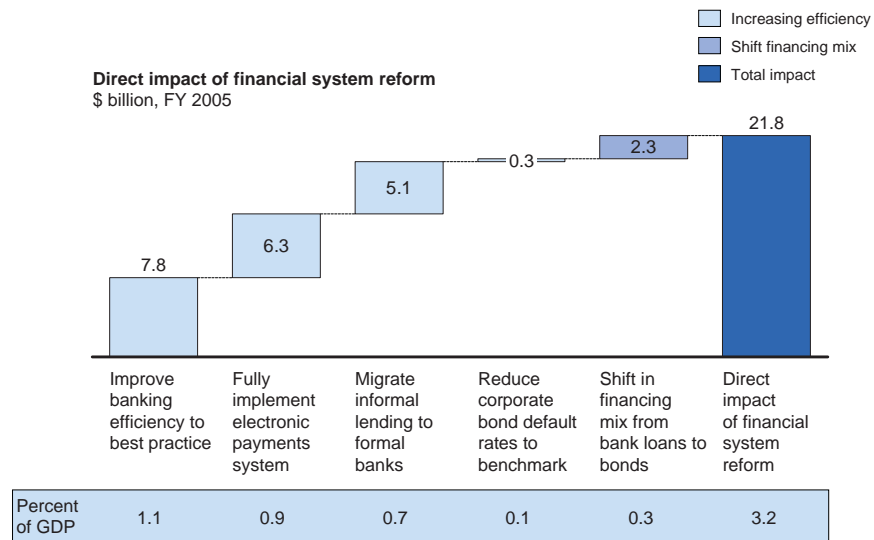 Increasing efficiency
Shift financing mix
Total impact
Direct impact of financial system reform
$ billion, FY 2005
7.8
6.3
5.1
0.3
2.3
21.8
Improve
banking
efficiency to
best practice
Fully
implement
electronic
payments
system
Migrate
informal
lending to
formal
banks
Reduce
corporate
bond default
rates to
benchmark
Shift in
financing
mix from
bank loans to
bonds
Direct
impact
of financial
system
reform
Percent
of GDP
1.1
0.9
0.7
0.1
0.3
3.2